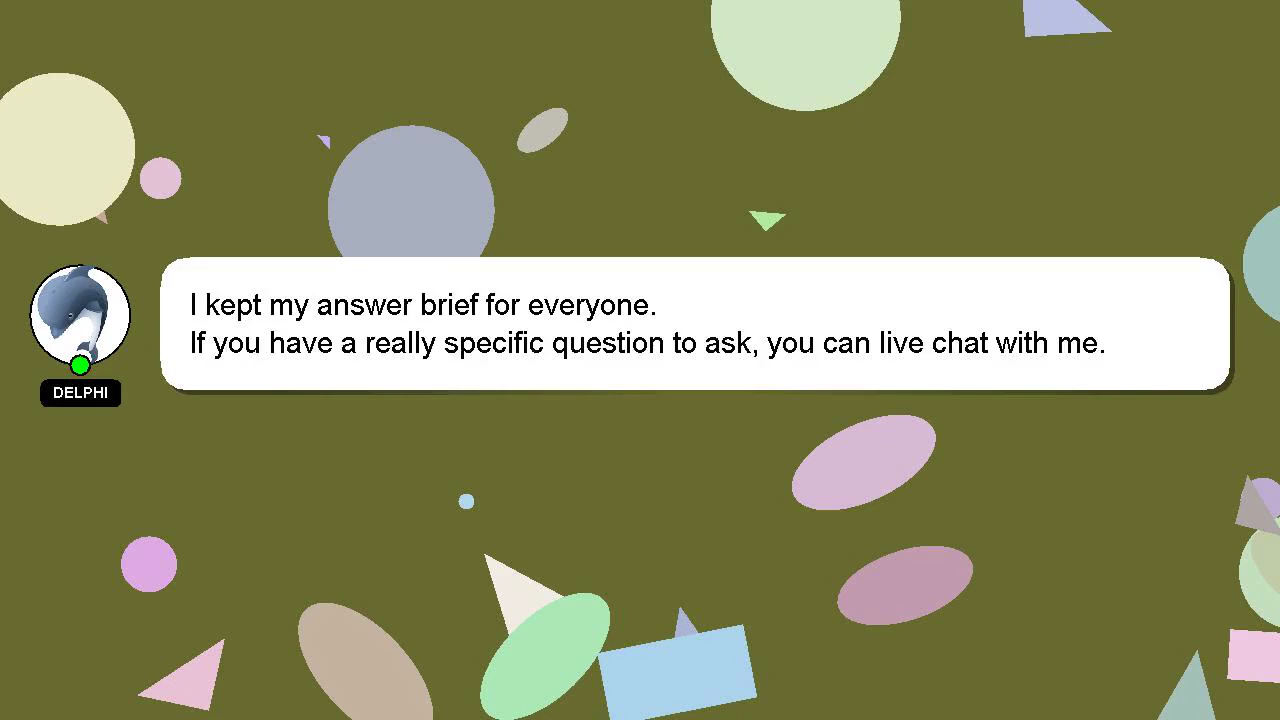 I kept my answer brief for everyone.
If you have a really specific question to ask, you can live chat with me.
DELPHI